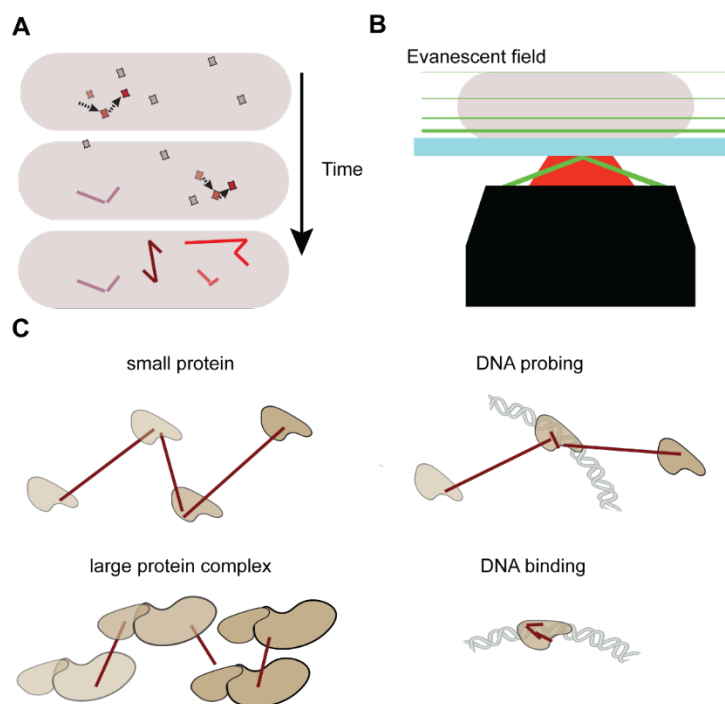 A
B
Evanescent field
Time
C
small protein
DNA probing
large protein complex
DNA binding